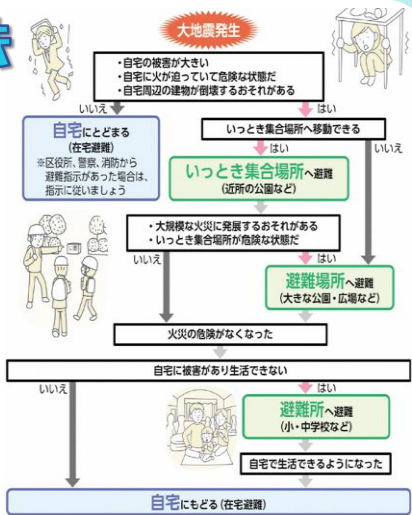 法
大地震発生
・自宅の被害が大きい
・自宅に火が迫っていて危険な状態だ
・自宅周辺の建物が倒壊するおそれがある
いいえ
はい
自宅にとどまる
(在宅避難)
※区役所、警察、消防から
避難指示があった場合は、
指示に従いましょう
いっとき集合場所へ移動できる
はい
いいえ
いっとき集合場所へ避難
(近所の公園など)
・大規模な火災に発展するおそれがある
・いっとき集合場所が危険な状態だ
いいえ
はい
避難場所へ避難
(大きな公園・広場など)
火災の危険がなくなった
自宅に被害があり生活できない
いいえ
はい
避難所へ避難
(小・中学校など)
自宅で生活できるようになった
自宅にもどる(在宅避難)